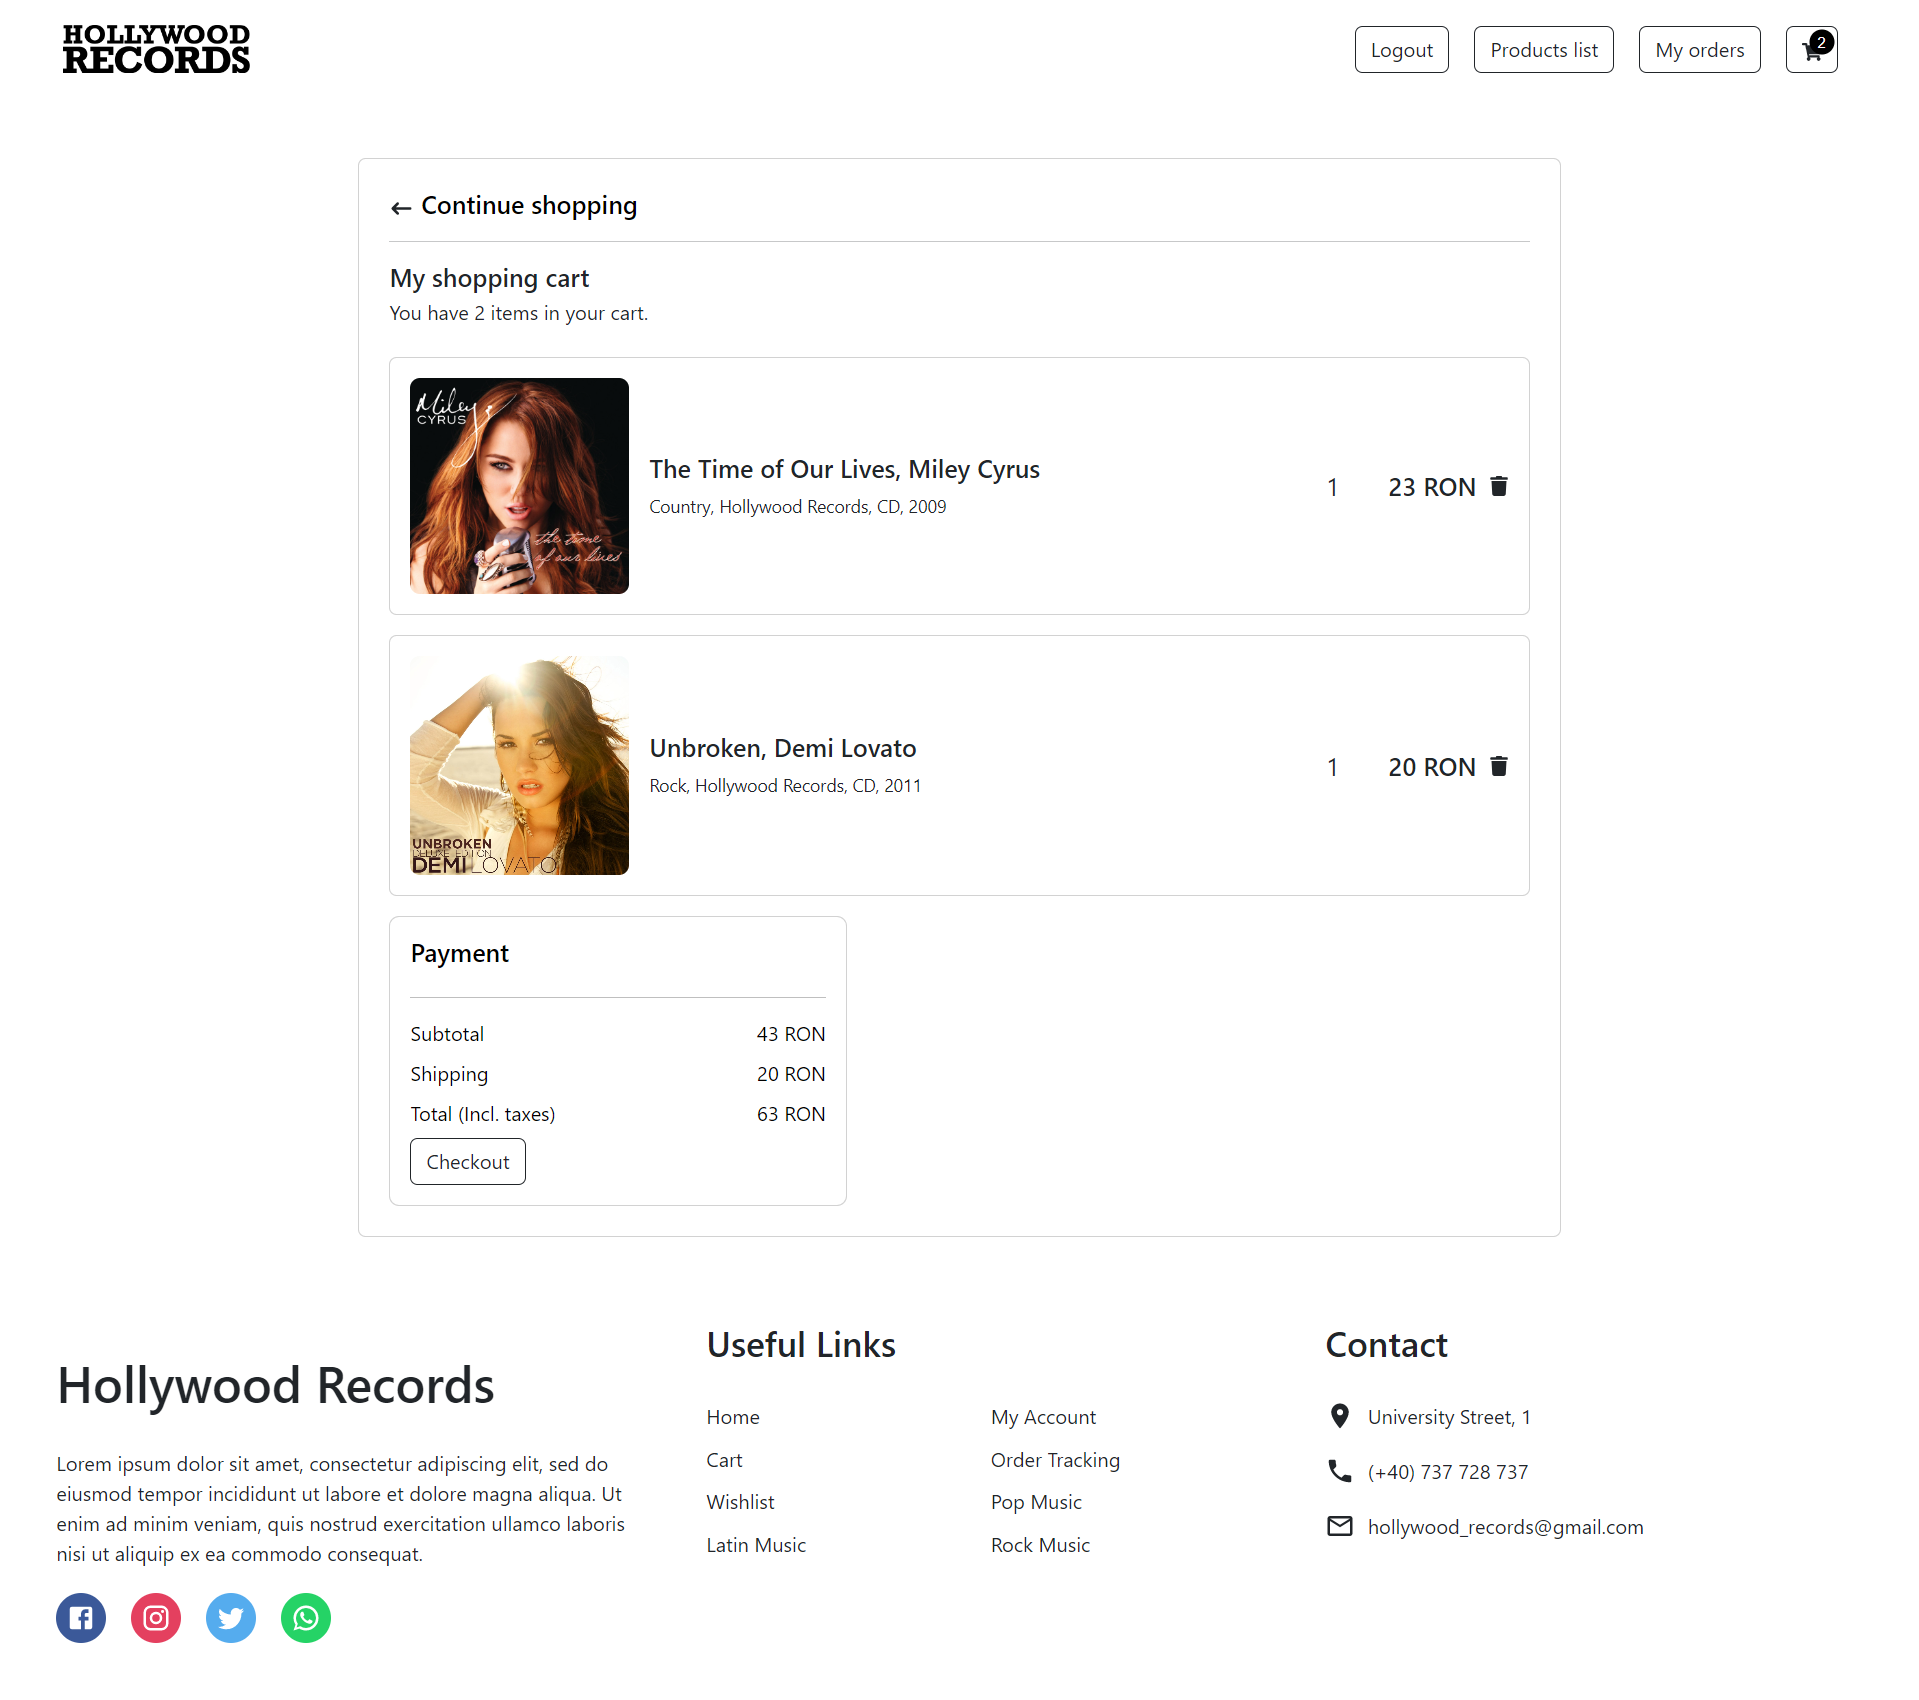 HOLLYWOOD
RECORDS
Logout
Products list
My orders
2
Continue shopping
My shopping cart
You have 2 items in your cart.
Miley
CYRUS
the time
of our lives
The Time of Our Lives, Miley Cyrus
Country, Hollywood Records, CD, 2009
1
23 RON
UNBROKEN
DELUXE EDITION
DEMI LOVATO
Unbroken, Demi Lovato
Rock, Hollywood Records, CD, 2011
1
20 RON
Payment
Subtotal 43 RON
Shipping 20 RON
Total (Incl. taxes) 63 RON
Checkout
Hollywood Records
Lorem ipsum dolor sit amet, consectetur adipiscing elit, sed do
eiusmod tempor incididunt ut labore et dolore magna aliqua. Ut
enim ad minim veniam, quis nostrud exercitation ullamco laboris
nisi ut aliquip ex ea commodo consequat.
Useful Links
Home
Cart
Wishlist
Latin Music
My Account
Order Tracking
Pop Music
Rock Music
Contact
University Street, 1
(+40) 737 728 737
hollywood_records@gmail.com